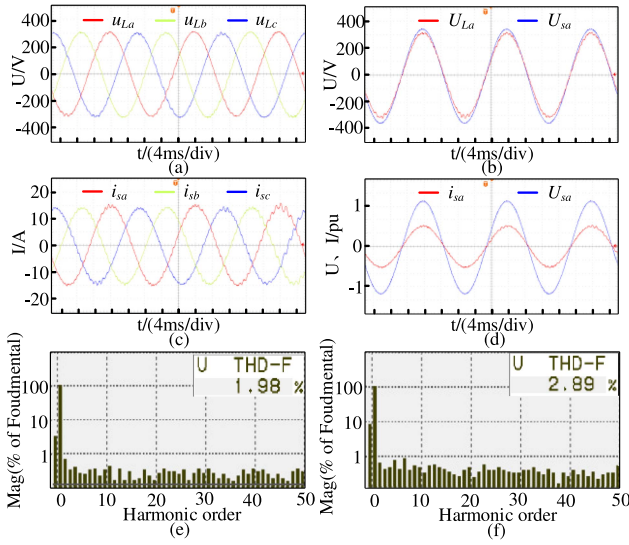 u_La u_Lb u_Lc
400
200
0
-200
-400
U/V
t/(4ms/div)
(a)
U_La U_sa
400
200
0
-200
-400
U/V
t/(4ms/div)
(b)
i_sa i_sb i_sc
20
10
0
-10
-20
I/A
t/(4ms/div)
(c)
i_sa U_sa
1
0
-1
U、I/pu
t/(4ms/div)
(d)
U THD-F
1.98 %
100
10
1
Mag(% of Foudmental)
0 10 20 30 40 50
Harmonic order
(e)
U THD-F
2.89 %
100
10
1
Mag(% of Foudmental)
0 10 20 30 40 50
Harmonic order
(f)